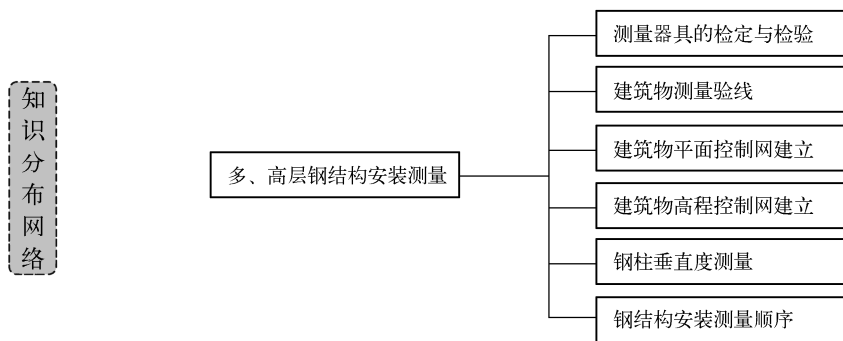 知识分布网络
多、高层钢结构安装测量
测量器具的检定与检验
建筑物测量验线
建筑物平面控制网建立
建筑物高程控制网建立
钢柱垂直度测量
钢结构安装测量顺序